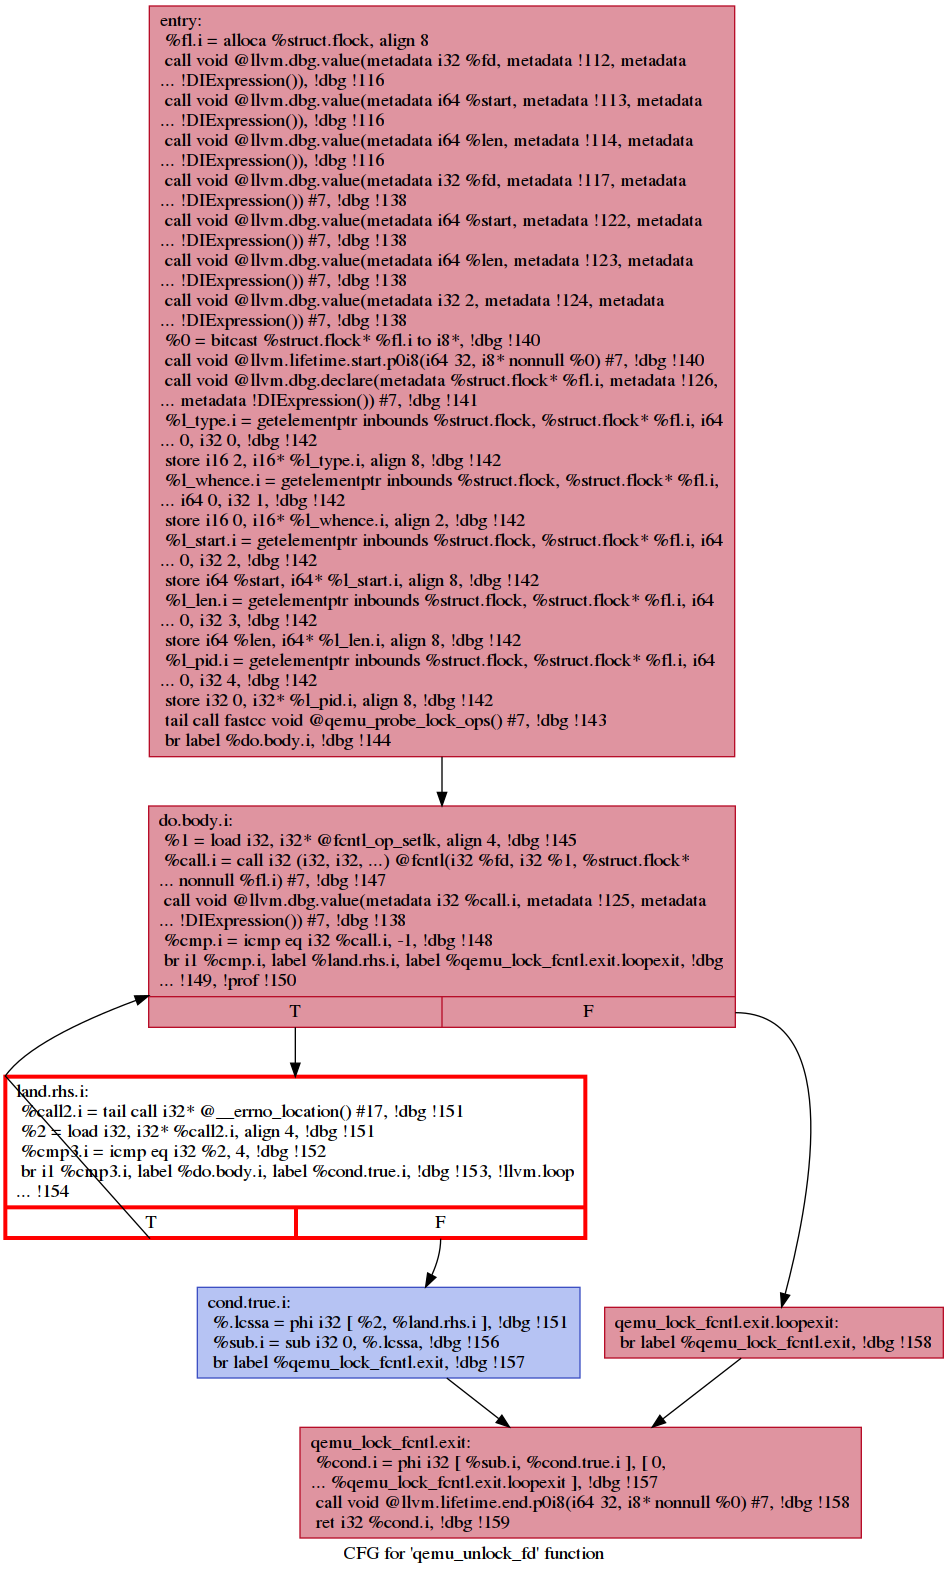 entry:
%fl.i = alloca %struct.flock, align 8
call void @llvm.dbg.value(metadata i32 %fd, metadata !112, metadata
... !DIExpression()), !dbg !116
call void @llvm.dbg.value(metadata i64 %start, metadata !113, metadata
... !DIExpression()), !dbg !116
call void @llvm.dbg.value(metadata i64 %len, metadata !114, metadata
... !DIExpression()), !dbg !116
call void @llvm.dbg.value(metadata i32 %fd, metadata !117, metadata
... !DIExpression()) #7, !dbg !138
call void @llvm.dbg.value(metadata i64 %start, metadata !122, metadata
... !DIExpression()) #7, !dbg !138
call void @llvm.dbg.value(metadata i64 %len, metadata !123, metadata
... !DIExpression()) #7, !dbg !138
call void @llvm.dbg.value(metadata i32 2, metadata !124, metadata
... !DIExpression()) #7, !dbg !138
%0 = bitcast %struct.flock* %fl.i to i8*, !dbg !140
call void @llvm.lifetime.start.p0i8(i64 32, i8* nonnull %0) #7, !dbg !140
call void @llvm.dbg.declare(metadata %struct.flock* %fl.i, metadata !126,
... metadata !DIExpression()) #7, !dbg !141
%l_type.i = getelementptr inbounds %struct.flock, %struct.flock* %fl.i, i64
... 0, i32 0, !dbg !142
store i16 2, i16* %l_type.i, align 8, !dbg !142
%l_whence.i = getelementptr inbounds %struct.flock, %struct.flock* %fl.i,
... i64 0, i32 1, !dbg !142
store i16 0, i16* %l_whence.i, align 2, !dbg !142
%l_start.i = getelementptr inbounds %struct.flock, %struct.flock* %fl.i, i64
... 0, i32 2, !dbg !142
store i64 %start, i64* %l_start.i, align 8, !dbg !142
%l_len.i = getelementptr inbounds %struct.flock, %struct.flock* %fl.i, i64
... 0, i32 3, !dbg !142
store i64 %len, i64* %l_len.i, align 8, !dbg !142
%l_pid.i = getelementptr inbounds %struct.flock, %struct.flock* %fl.i, i64
... 0, i32 4, !dbg !142
store i32 0, i32* %l_pid.i, align 8, !dbg !142
tail call fastcc void @qemu_probe_lock_ops() #7, !dbg !143
br label %do.body.i, !dbg !144
do.body.i:
%1 = load i32, i32* @fcntl_op_setlk, align 4, !dbg !145
%call.i = call i32 (i32, i32, ...) @fcntl(i32 %fd, i32 %1, %struct.flock*
... nonnull %fl.i) #7, !dbg !147
call void @llvm.dbg.value(metadata i32 %call.i, metadata !125, metadata
... !DIExpression()) #7, !dbg !138
%cmp.i = icmp eq i32 %call.i, -1, !dbg !148
br i1 %cmp.i, label %land.rhs.i, label %qemu_lock_fcntl.exit.loopexit, !dbg
... !149, !prof !150
T
F
land.rhs.i:
%call2.i = tail call i32* @__errno_location() #17, !dbg !151
%2 = load i32, i32* %call2.i, align 4, !dbg !151
%cmp3.i = icmp eq i32 %2, 4, !dbg !152
br i1 %cmp3.i, label %do.body.i, label %cond.true.i, !dbg !153, !llvm.loop
... !154
T
F
cond.true.i:
%.lcssa = phi i32 [ %2, %land.rhs.i ], !dbg !151
%sub.i = sub i32 0, %.lcssa, !dbg !156
br label %qemu_lock_fcntl.exit, !dbg !157
qemu_lock_fcntl.exit.loopexit:
br label %qemu_lock_fcntl.exit, !dbg !158
qemu_lock_fcntl.exit:
%cond.i = phi i32 [ %sub.i, %cond.true.i ], [ 0,
... %qemu_lock_fcntl.exit.loopexit ], !dbg !157
call void @llvm.lifetime.end.p0i8(i64 32, i8* nonnull %0) #7, !dbg !158
ret i32 %cond.i, !dbg !159
CFG for 'qemu_unlock_fd' function